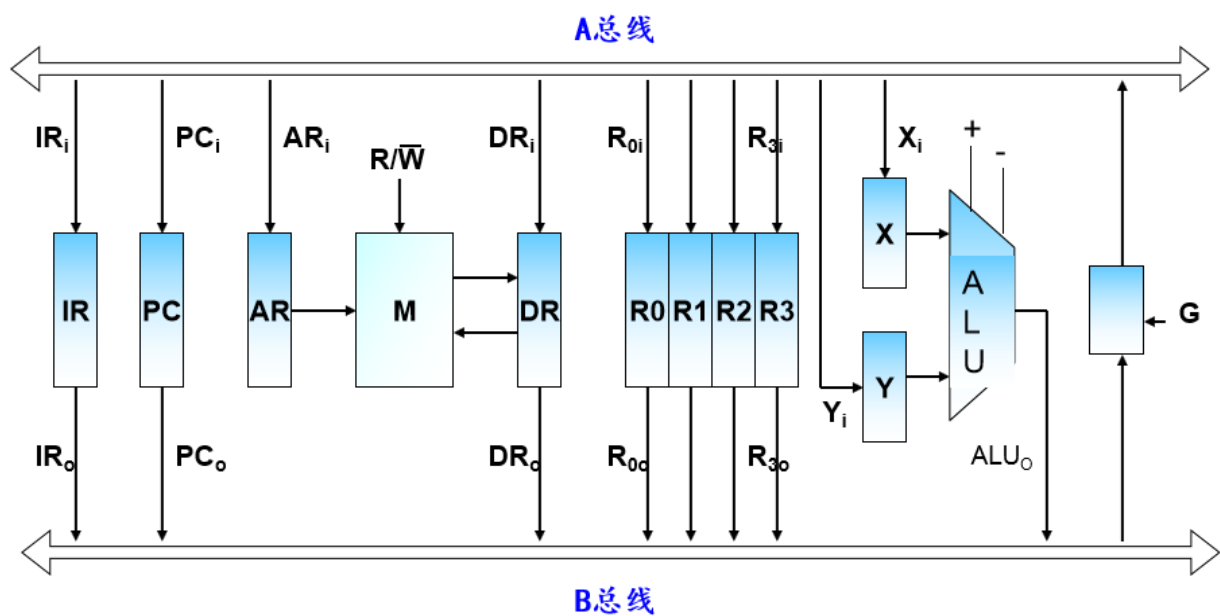 A总线
IRᵢ
PCᵢ
ARᵢ
R/W̅
DRᵢ
R₀ᵢ
R₃ᵢ
Xᵢ
+
-
IR
PC
AR
M
DR
R0
R1
R2
R3
X
Y
A
L
U
G
Yᵢ
IRₒ
PCₒ
DRₒ
R₀ₒ
R₃ₒ
ALU_O
B总线